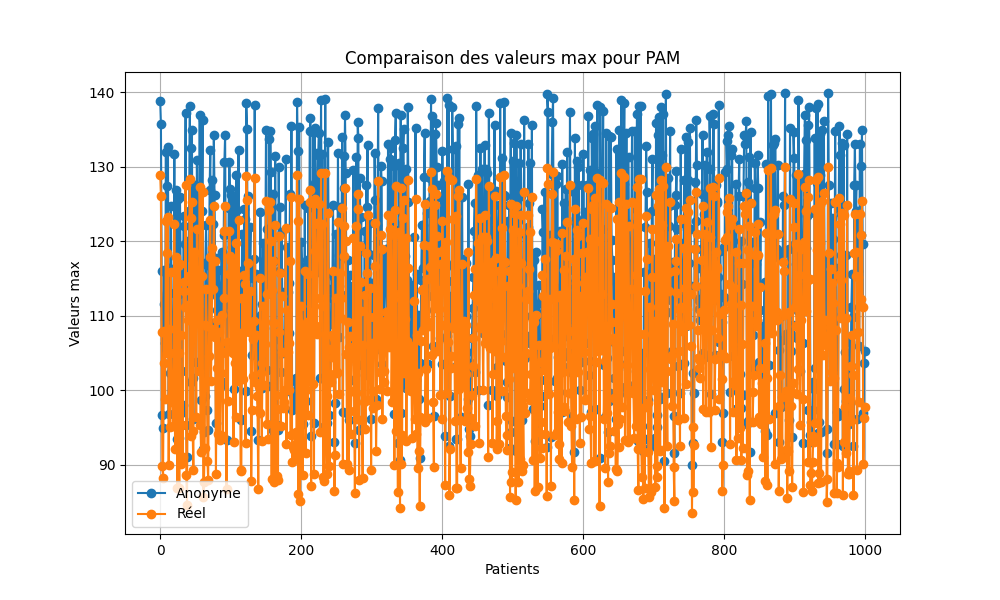 Comparaison des valeurs max pour PAM
Valeurs max
140
130
120
110
100
90
Anonyme
Réel
0 200 400 600 800 1000
Patients